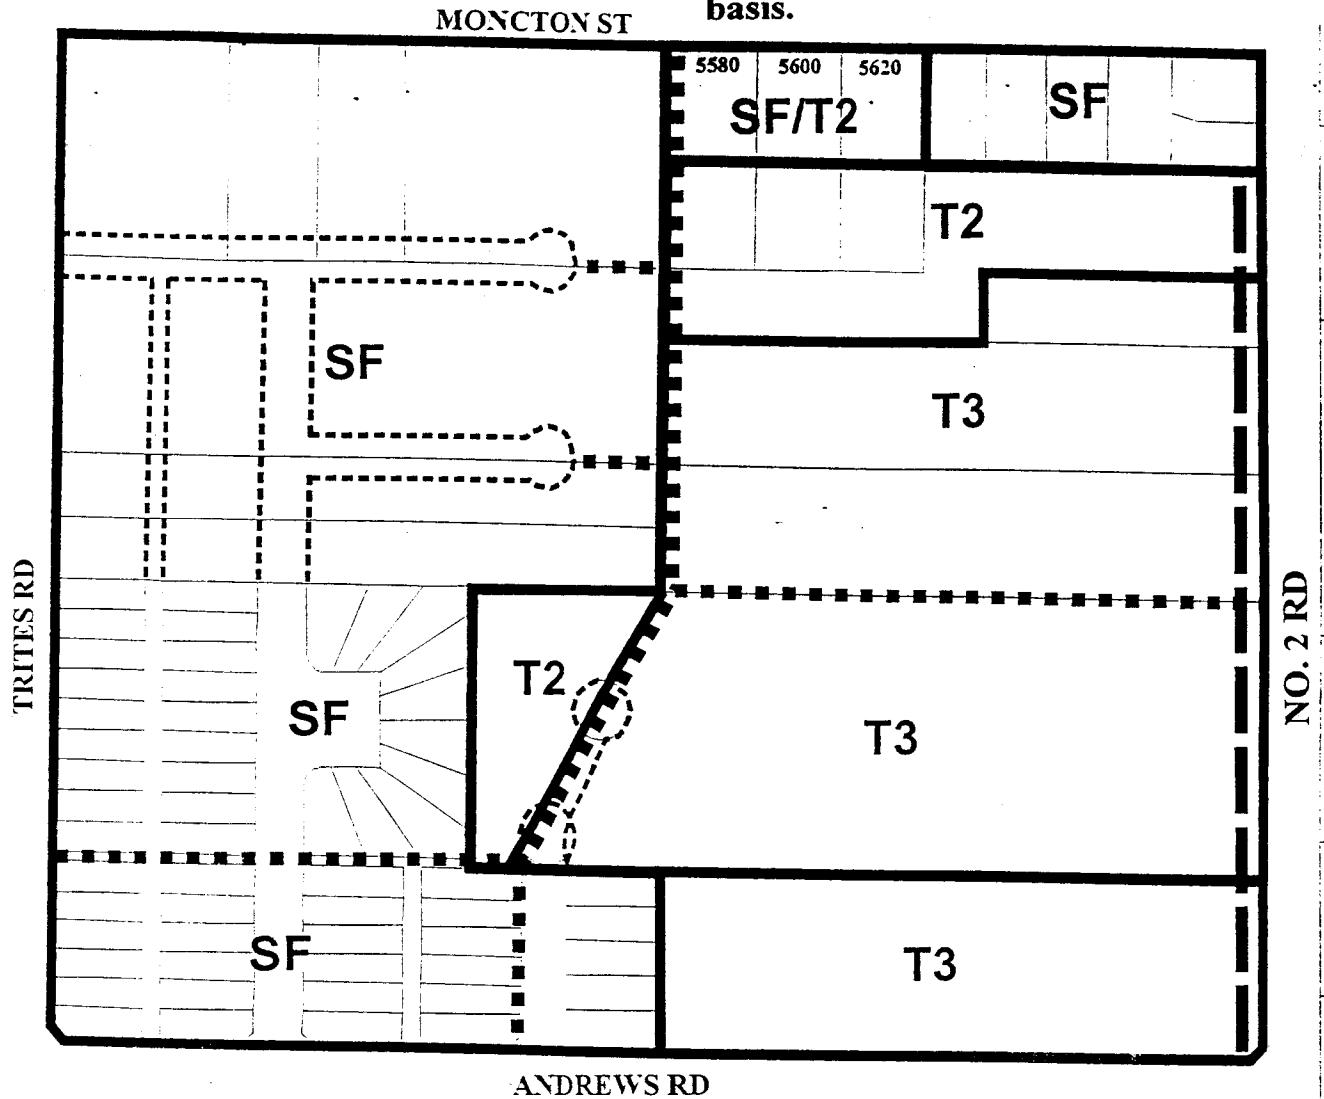 basis.
MONCTON ST
5580 5600 5620
SF/T2
SF
T2
SF
T3
TRITES RD
NO. 2 RD
T2
SF
T3
SF
T3
ANDREWS RD